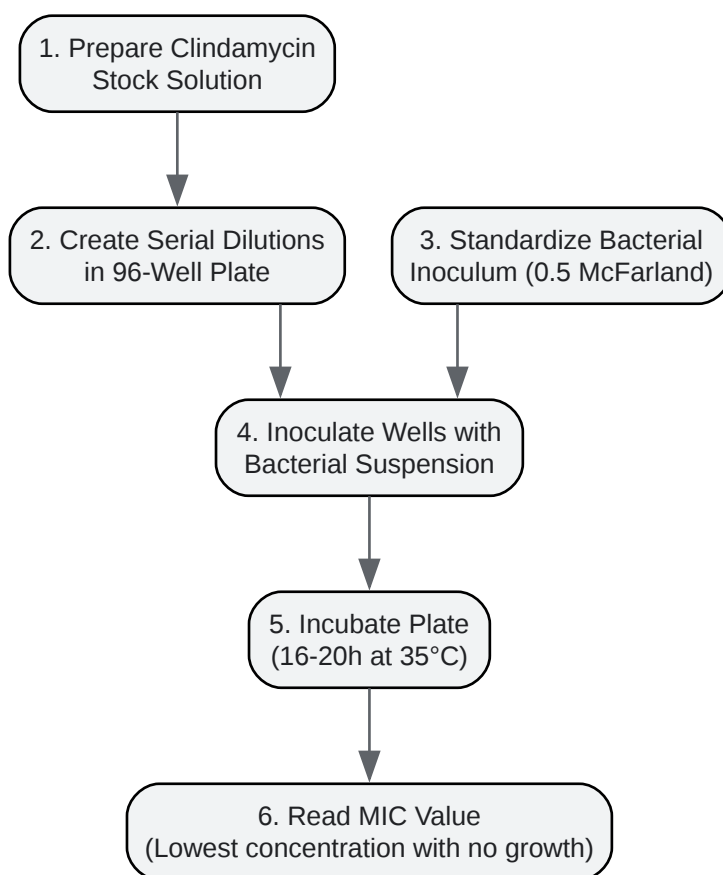 1. Prepare Clindamycin
Stock Solution
2. Create Serial Dilutions
in 96-Well Plate
3. Standardize Bacterial
Inoculum (0.5 McFarland)
4. Inoculate Wells with
Bacterial Suspension
5. Incubate Plate
(16-20h at 35°C)
6. Read MIC Value
(Lowest concentration with no growth)